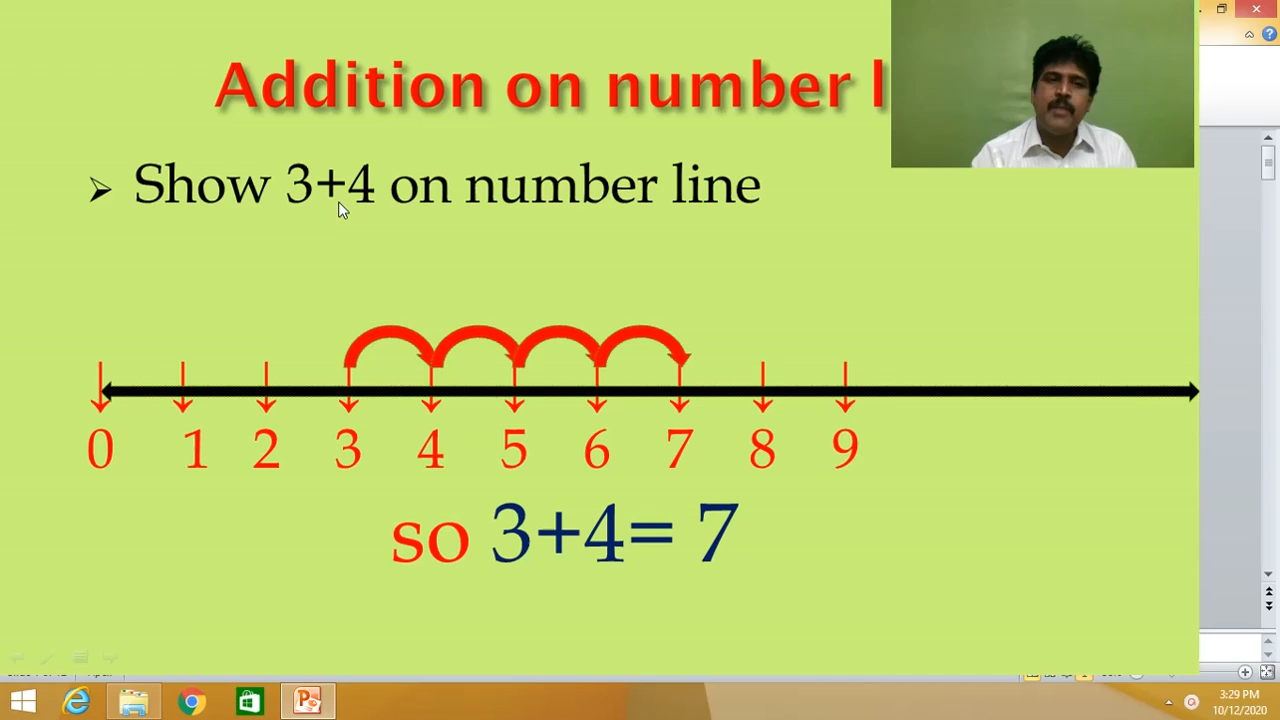 Addition on number l
➢ Show 3+4 on number line
0 1 2 3 4 5 6 7 8 9
so 3+4= 7
3:29 PM
10/12/2020